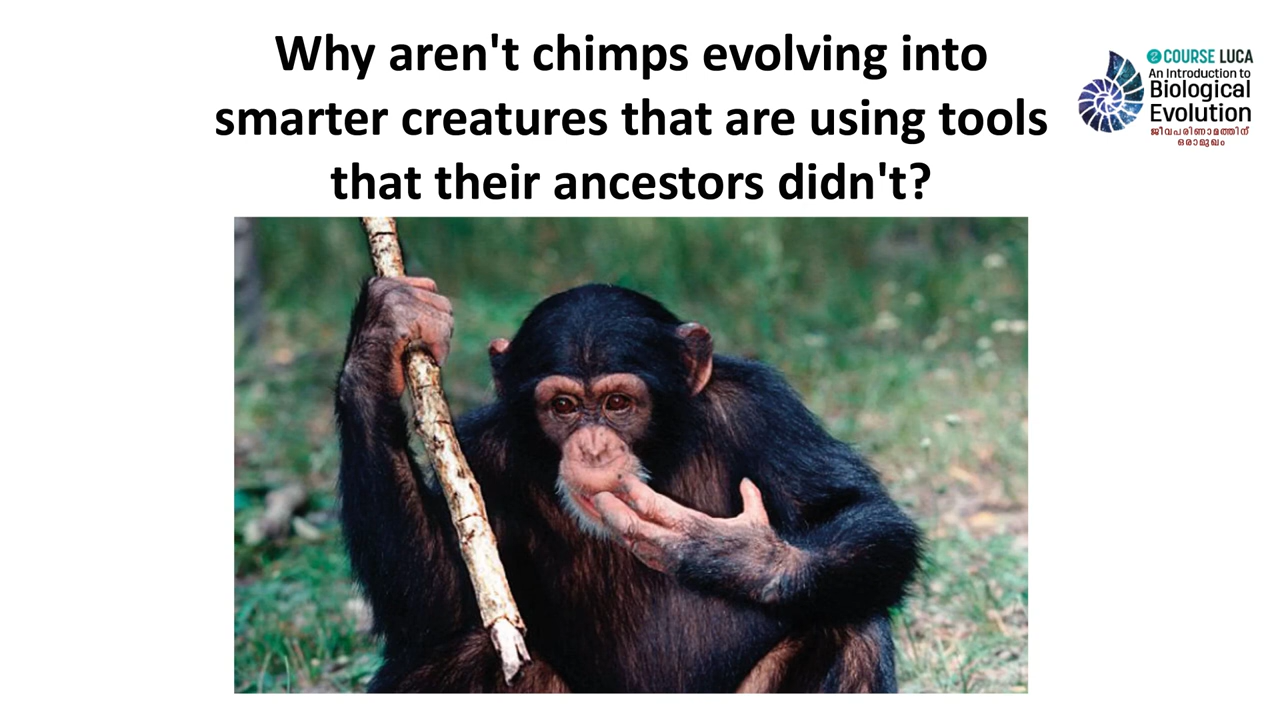 Why aren't chimps evolving into
smarter creatures that are using tools
that their ancestors didn't?
COURSE LUCA
An Introduction to
Biological
Evolution
ജീവപരിണാമത്തിന്
ഒരാമുഖം